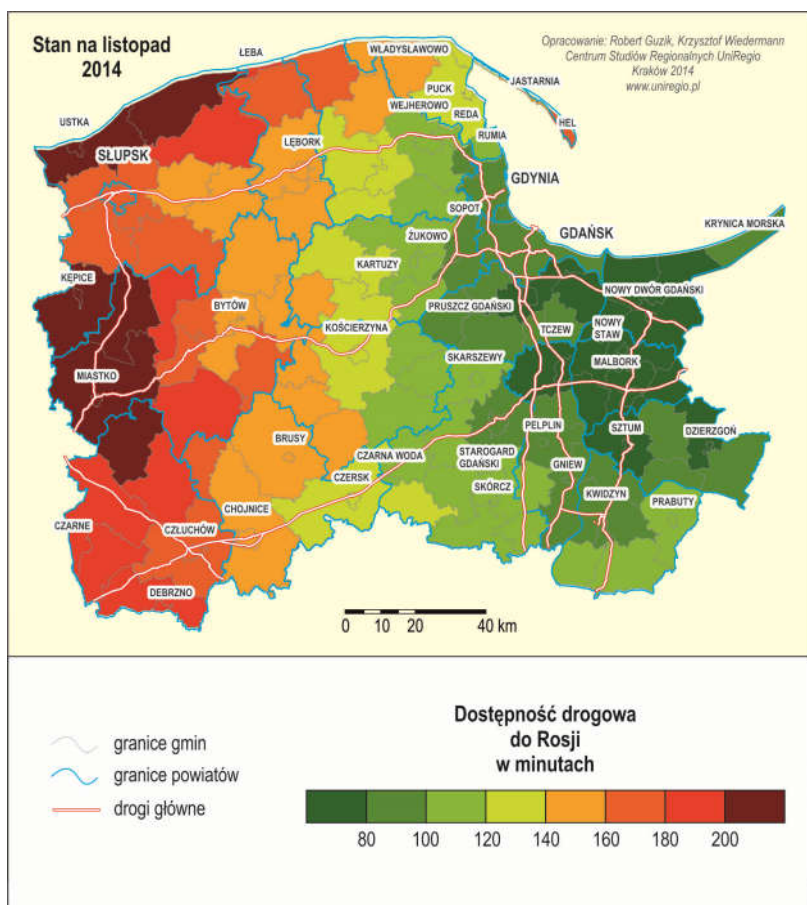 Stan na listopad
2014
Opracowanie: Robert Guzik, Krzysztof Wiedermann
Centrum Studiów Regionalnych UniRegio
Kraków 2014
www.uniregio.pl
ŁEBA
WŁADYSŁAWOWO
JASTARNIA
PUCK
WEJHEROWO
REDA
HEL
USTKA
RUMIA
LĘBORK
SŁUPSK
GDYNIA
SOPOT
KRYNICA MORSKA
GDAŃSK
ŻUKOWO
KARTUZY
KĘPICE
NOWY DWÓR GDAŃSKI
BYTÓW
PRUSZCZ GDAŃSKI
KOŚCIERZYNA
TCZEW
NOWY
STAW
SKARSZEWY
MALBORK
MIASTKO
PELPLIN
SZTUM
DZIERZGOŃ
BRUSY
CZARNA WODA
STAROGARD
GDAŃSKI
GNIEW
CZERSK
SKÓRCZ
KWIDZYN
PRABUTY
CHOJNICE
CZARNE
CZŁUCHÓW
DEBRZNO
0 10 20 40 km
granice gmin
granice powiatów
drogi główne
Dostępność drogowa
do Rosji
w minutach
80 100 120 140 160 180 200